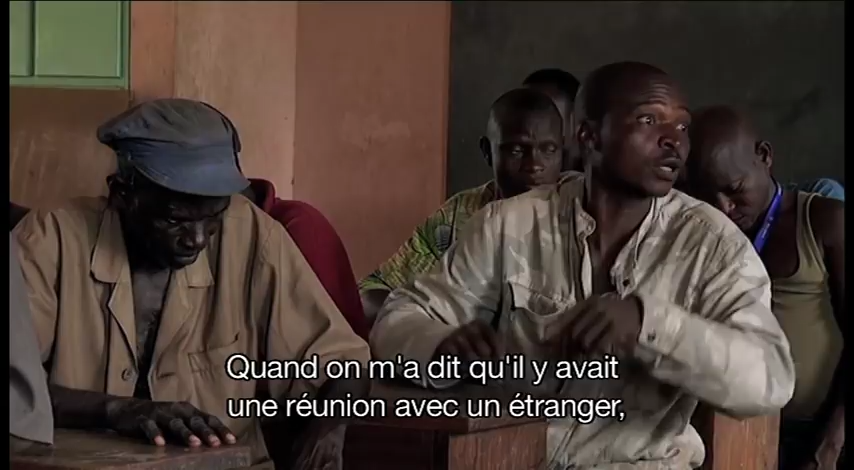 Quand on m'a dit qu'il y avait
une réunion avec un étranger,